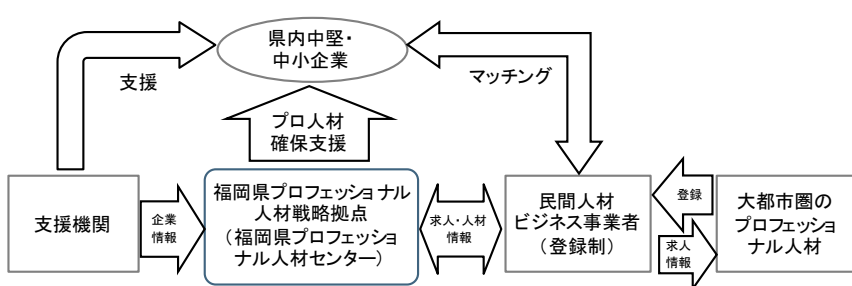 県内中堅・
中小企業
支援
マッチング
プロ人材
確保支援
支援機関
企業
情報
福岡県プロフェッショナル
人材戦略拠点
（福岡県プロフェッショ
ナル人材センター）
求人・人材
情報
民間人材
ビジネス事業者
（登録制）
登録
求人
情報
大都市圏の
プロフェッショ
ナル人材